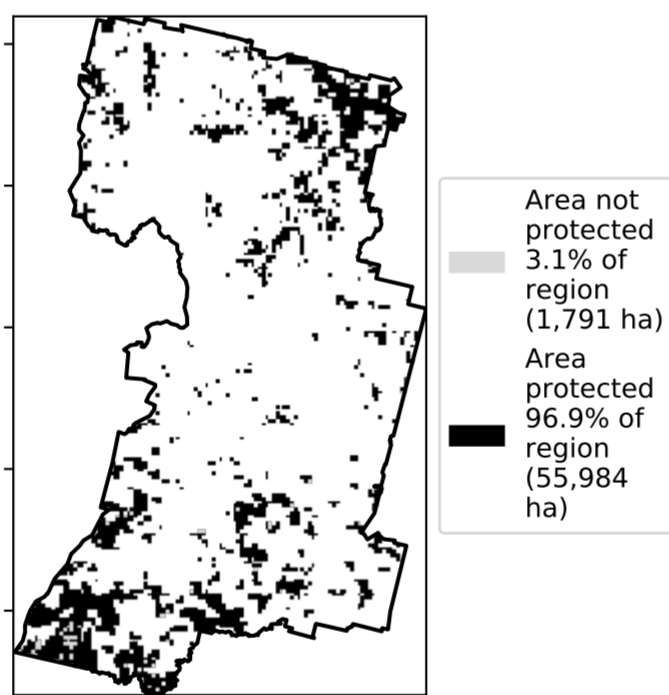 Area not
protected
3.1% of
region
(1,791 ha)
Area
protected
96.9% of
region
(55,984
ha)